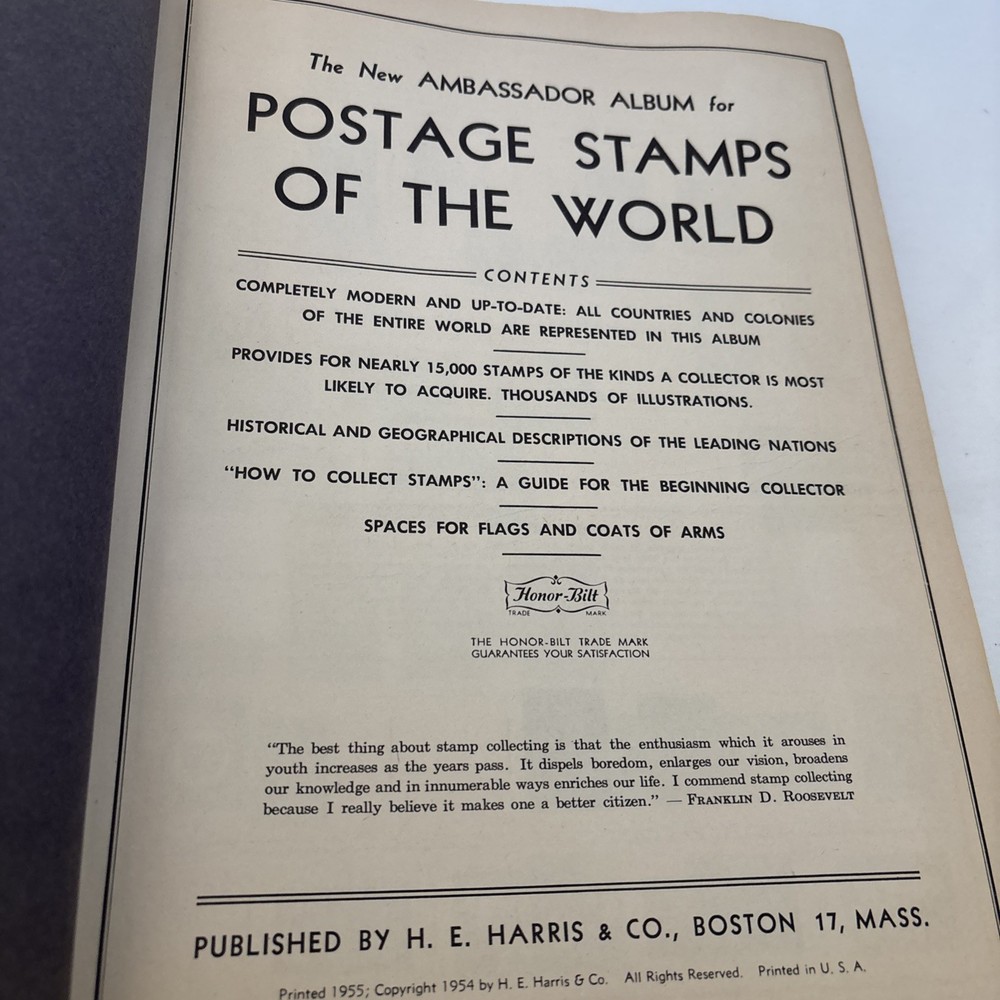 The New AMBASSADOR ALBUM for
POSTAGE STAMPS
OF THE WORLD
CONTENTS
COMPLETELY MODERN AND UP-TO-DATE: ALL COUNTRIES AND COLONIES
OF THE ENTIRE WORLD ARE REPRESENTED IN THIS ALBUM
PROVIDES FOR NEARLY 15,000 STAMPS OF THE KINDS A COLLECTOR IS MOST
LIKELY TO ACQUIRE. THOUSANDS OF ILLUSTRATIONS.
HISTORICAL AND GEOGRAPHICAL DESCRIPTIONS OF THE LEADING NATIONS
“HOW TO COLLECT STAMPS”: A GUIDE FOR THE BEGINNING COLLECTOR
SPACES FOR FLAGS AND COATS OF ARMS
Honor-Bilt
TRADE MARK
THE HONOR-BILT TRADE MARK
GUARANTEES YOUR SATISFACTION
“The best thing about stamp collecting is that the enthusiasm which it arouses in
youth increases as the years pass. It dispels boredom, enlarges our vision, broadens
our knowledge and in innumerable ways enriches our life. I commend stamp collecting
because I really believe it makes one a better citizen.” — FRANKLIN D. ROOSEVELT
PUBLISHED BY H. E. HARRIS & CO., BOSTON 17, MASS.
Printed 1955; Copyright 1954 by H. E. Harris & Co. All Rights Reserved. Printed in U. S. A.